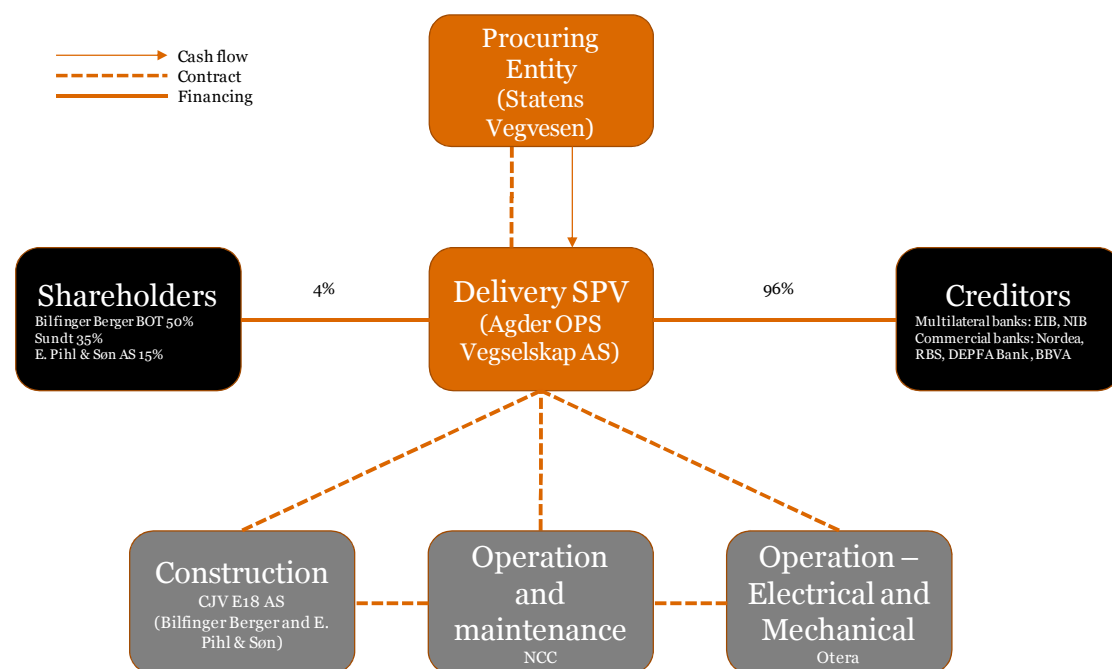 Cash flow
Contract
Financing
Procuring
Entity
(Statens
Vegvesen)
Shareholders
Bilfinger Berger BOT 50%
Sundt 35%
E. Pihl & Søn AS 15%
4%
Delivery SPV
(Agder OPS
Vegselskap AS)
96%
Creditors
Multilateral banks: EIB, NIB
Commercial banks: Nordea,
RBS, DEPFA Bank, BBVA
Construction
CJV E18 AS
(Bilfinger Berger and E.
Pihl & Søn)
Operation
and
maintenance
NCC
Operation –
Electrical and
Mechanical
Otera